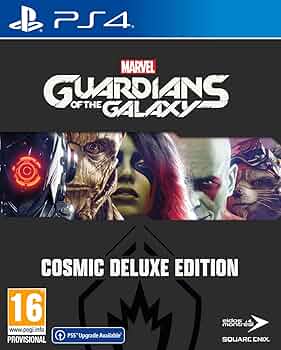 PS4
MARVEL
GUARDIANS
OF THE
GALAXY
COSMIC DELUXE EDITION
16
www.pegi.info
PROVISIONAL
PS5 Upgrade Available
eidos
montréal
SQUARE ENIX